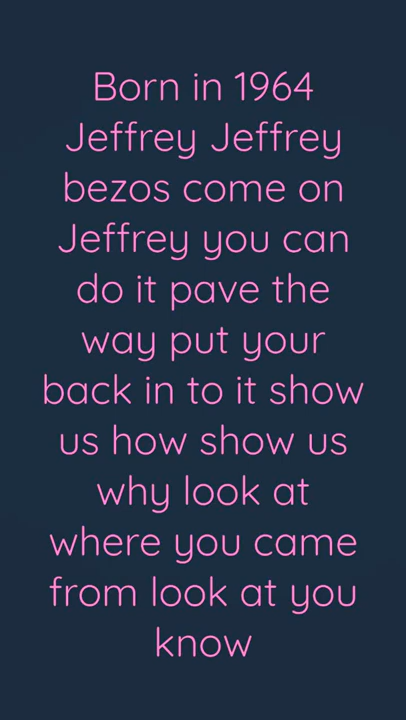 Born in 1964
Jeffrey Jeffrey
bezos come on
Jeffrey you can
do it pave the
way put your
back in to it show
us how show us
why look at
where you came
from look at you
know